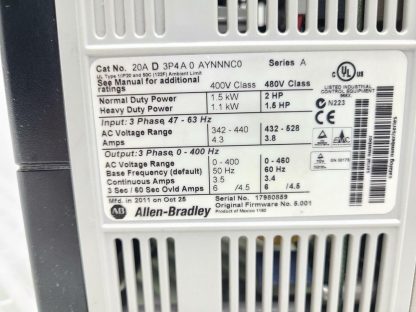 Cat No. 20A D 3P4 A 0 AYNNNC0 Series A
UL Type 1/IP20 and 50C (122F) Ambient Limit
See Manual for additional ratings 400V Class 480V Class
Normal Duty Power 1.5 kW 2 HP
Heavy Duty Power 1.1 kW 1.5 HP
Input: 3 Phase, 47 - 63 Hz
AC Voltage Range 342 - 440 432 - 528
Amps 4.3 3.8
Output: 3 Phase, 0 - 400 Hz
AC Voltage Range 0 - 400 0 - 460
Base Frequency (default) 50 Hz 60 Hz
Continuous Amps 3.5 3.4
3 Sec / 60 Sec Ovld Amps 6 /4.5 6 /4.5
Mfd. in 2011 on Oct 25 Serial No. 17980859
Original Firmware No. 5.001
AB Allen-Bradley Product of Mexico 1160
C UL US
LISTED INDUSTRIAL
CONTROL EQUIPMENT
N223